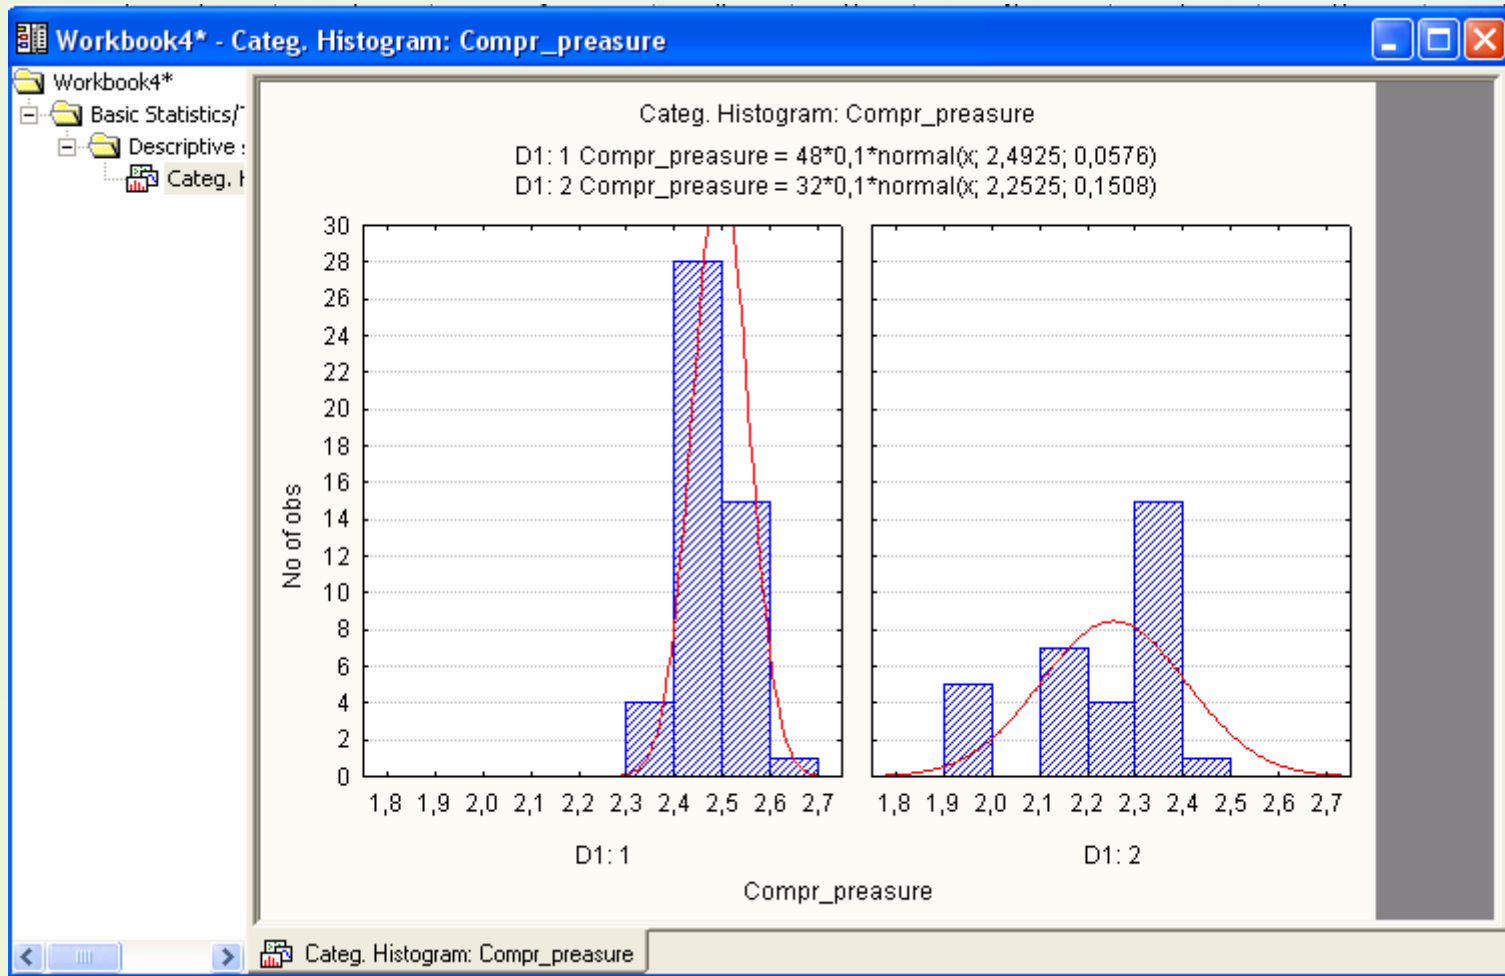 Workbook4* - Categ. Histogram: Compr_preasure
Workbook4*
Basic Statistics/
Descriptive
Categ.
Categ. Histogram: Compr_preasure
D1: 1 Compr_preasure = 48*0,1*normal(x; 2,4925; 0,0576)
D1: 2 Compr_preasure = 32*0,1*normal(x; 2,2525; 0,1508)
30
28
26
24
22
20
18
16
14
12
10
8
6
4
2
0
No of obs
1,8 1,9 2,0 2,1 2,2 2,3 2,4 2,5 2,6 2,7
1,8 1,9 2,0 2,1 2,2 2,3 2,4 2,5 2,6 2,7
D1: 1
D1: 2
Compr_preasure
Categ. Histogram: Compr_preasure